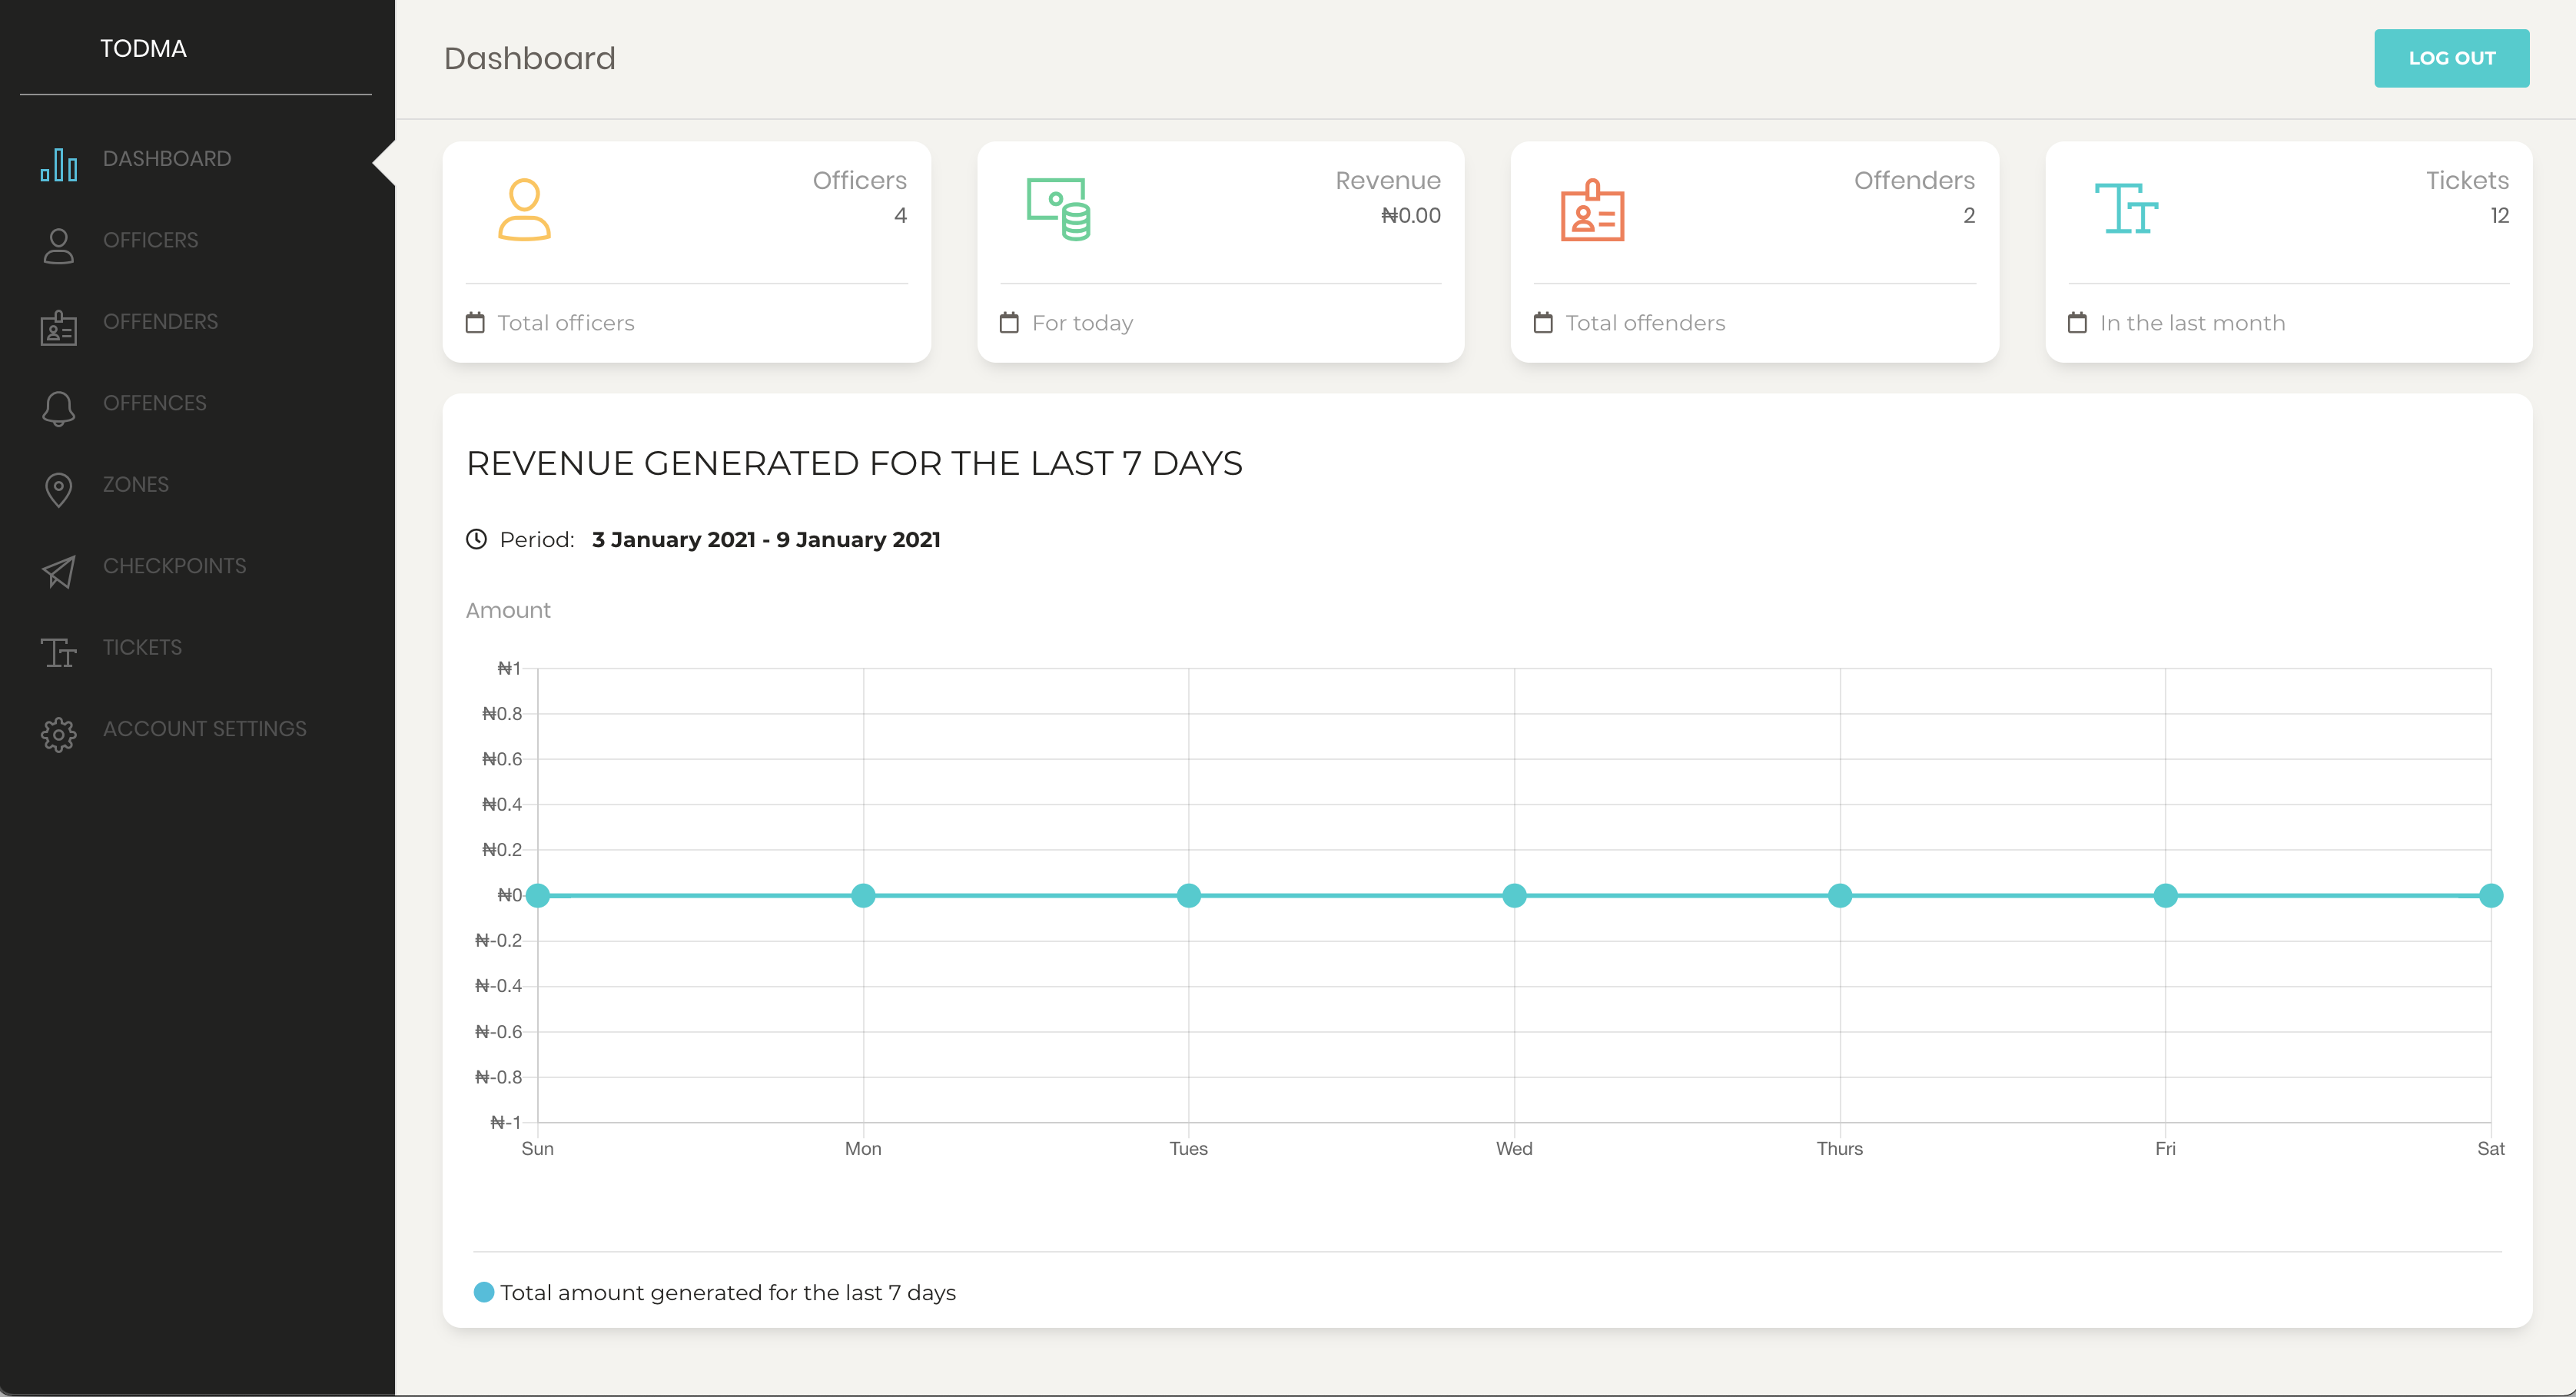 TODMA
DASHBOARD
OFFICERS
OFFENDERS
OFFENCES
ZONES
CHECKPOINTS
TICKETS
ACCOUNT SETTINGS
Dashboard
LOG OUT
Officers
4
Total officers
Revenue
₦0.00
For today
Offenders
2
Total offenders
Tickets
12
In the last month
REVENUE GENERATED FOR THE LAST 7 DAYS
Period: 3 January 2021 - 9 January 2021
Amount
₦1
₦0.8
₦0.6
₦0.4
₦0.2
₦0
₦-0.2
₦-0.4
₦-0.6
₦-0.8
₦-1
Sun Mon Tues Wed Thurs Fri Sat
Total amount generated for the last 7 days